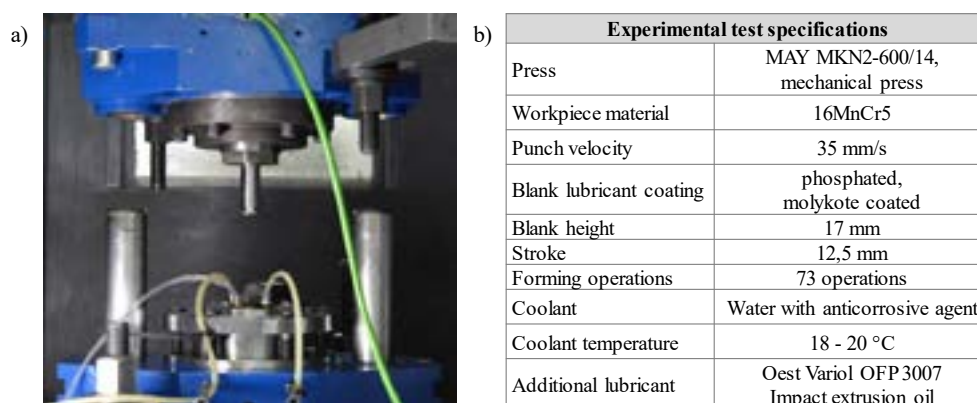 a)
b)
Experimental test specifications
Press
MAY MKN2-600/14,
mechanical press
Workpiece material
16MnCr5
Punch velocity
35 mm/s
Blank lubricant coating
phosphated,
molykote coated
Blank height
17 mm
Stroke
12,5 mm
Forming operations
73 operations
Coolant
Water with anticorrosive agent
Coolant temperature
18 - 20 °C
Additional lubricant
Oest Variol OFP 3007
Impact extrusion oil